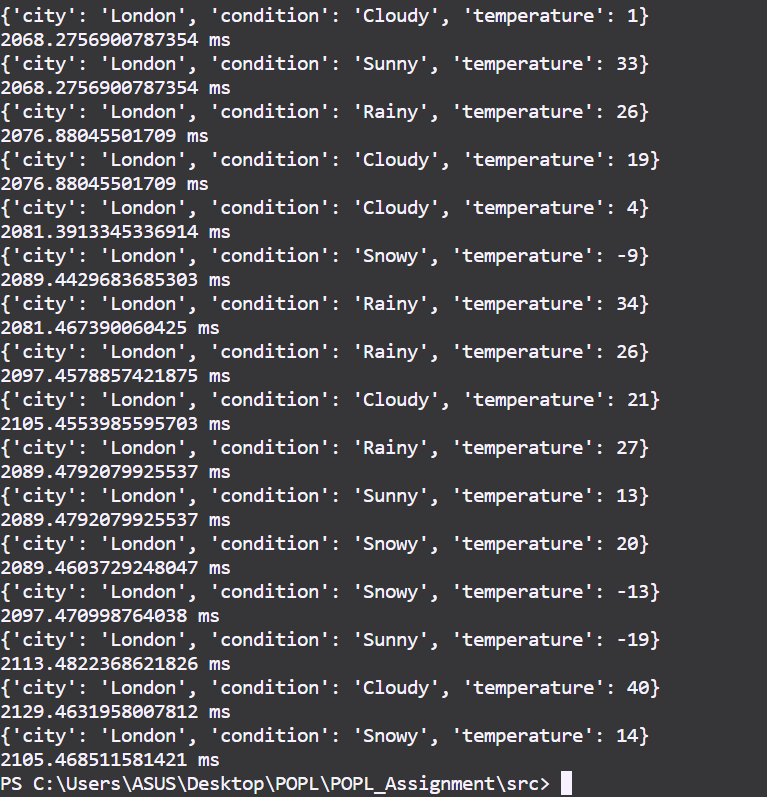 {'city': 'London', 'condition': 'Cloudy', 'temperature': 1}
2068.2756900787354 ms
{'city': 'London', 'condition': 'Sunny', 'temperature': 33}
2068.2756900787354 ms
{'city': 'London', 'condition': 'Rainy', 'temperature': 26}
2076.88045501709 ms
{'city': 'London', 'condition': 'Cloudy', 'temperature': 19}
2076.88045501709 ms
{'city': 'London', 'condition': 'Cloudy', 'temperature': 4}
2081.3913345336914 ms
{'city': 'London', 'condition': 'Snowy', 'temperature': -9}
2089.4429683685303 ms
{'city': 'London', 'condition': 'Rainy', 'temperature': 34}
2081.467390060425 ms
{'city': 'London', 'condition': 'Rainy', 'temperature': 26}
2097.4578857421875 ms
{'city': 'London', 'condition': 'Cloudy', 'temperature': 21}
2105.4553985595703 ms
{'city': 'London', 'condition': 'Rainy', 'temperature': 27}
2089.4792079925537 ms
{'city': 'London', 'condition': 'Sunny', 'temperature': 13}
2089.4792079925537 ms
{'city': 'London', 'condition': 'Snowy', 'temperature': 20}
2089.4603729248047 ms
{'city': 'London', 'condition': 'Snowy', 'temperature': -13}
2097.470998764038 ms
{'city': 'London', 'condition': 'Sunny', 'temperature': -19}
2113.4822368621826 ms
{'city': 'London', 'condition': 'Cloudy', 'temperature': 40}
2129.4631958007812 ms
{'city': 'London', 'condition': 'Snowy', 'temperature': 14}
2105.468511581421 ms
PS C:\Users\ASUS\Desktop\POPL\POPL_Assignment\src>